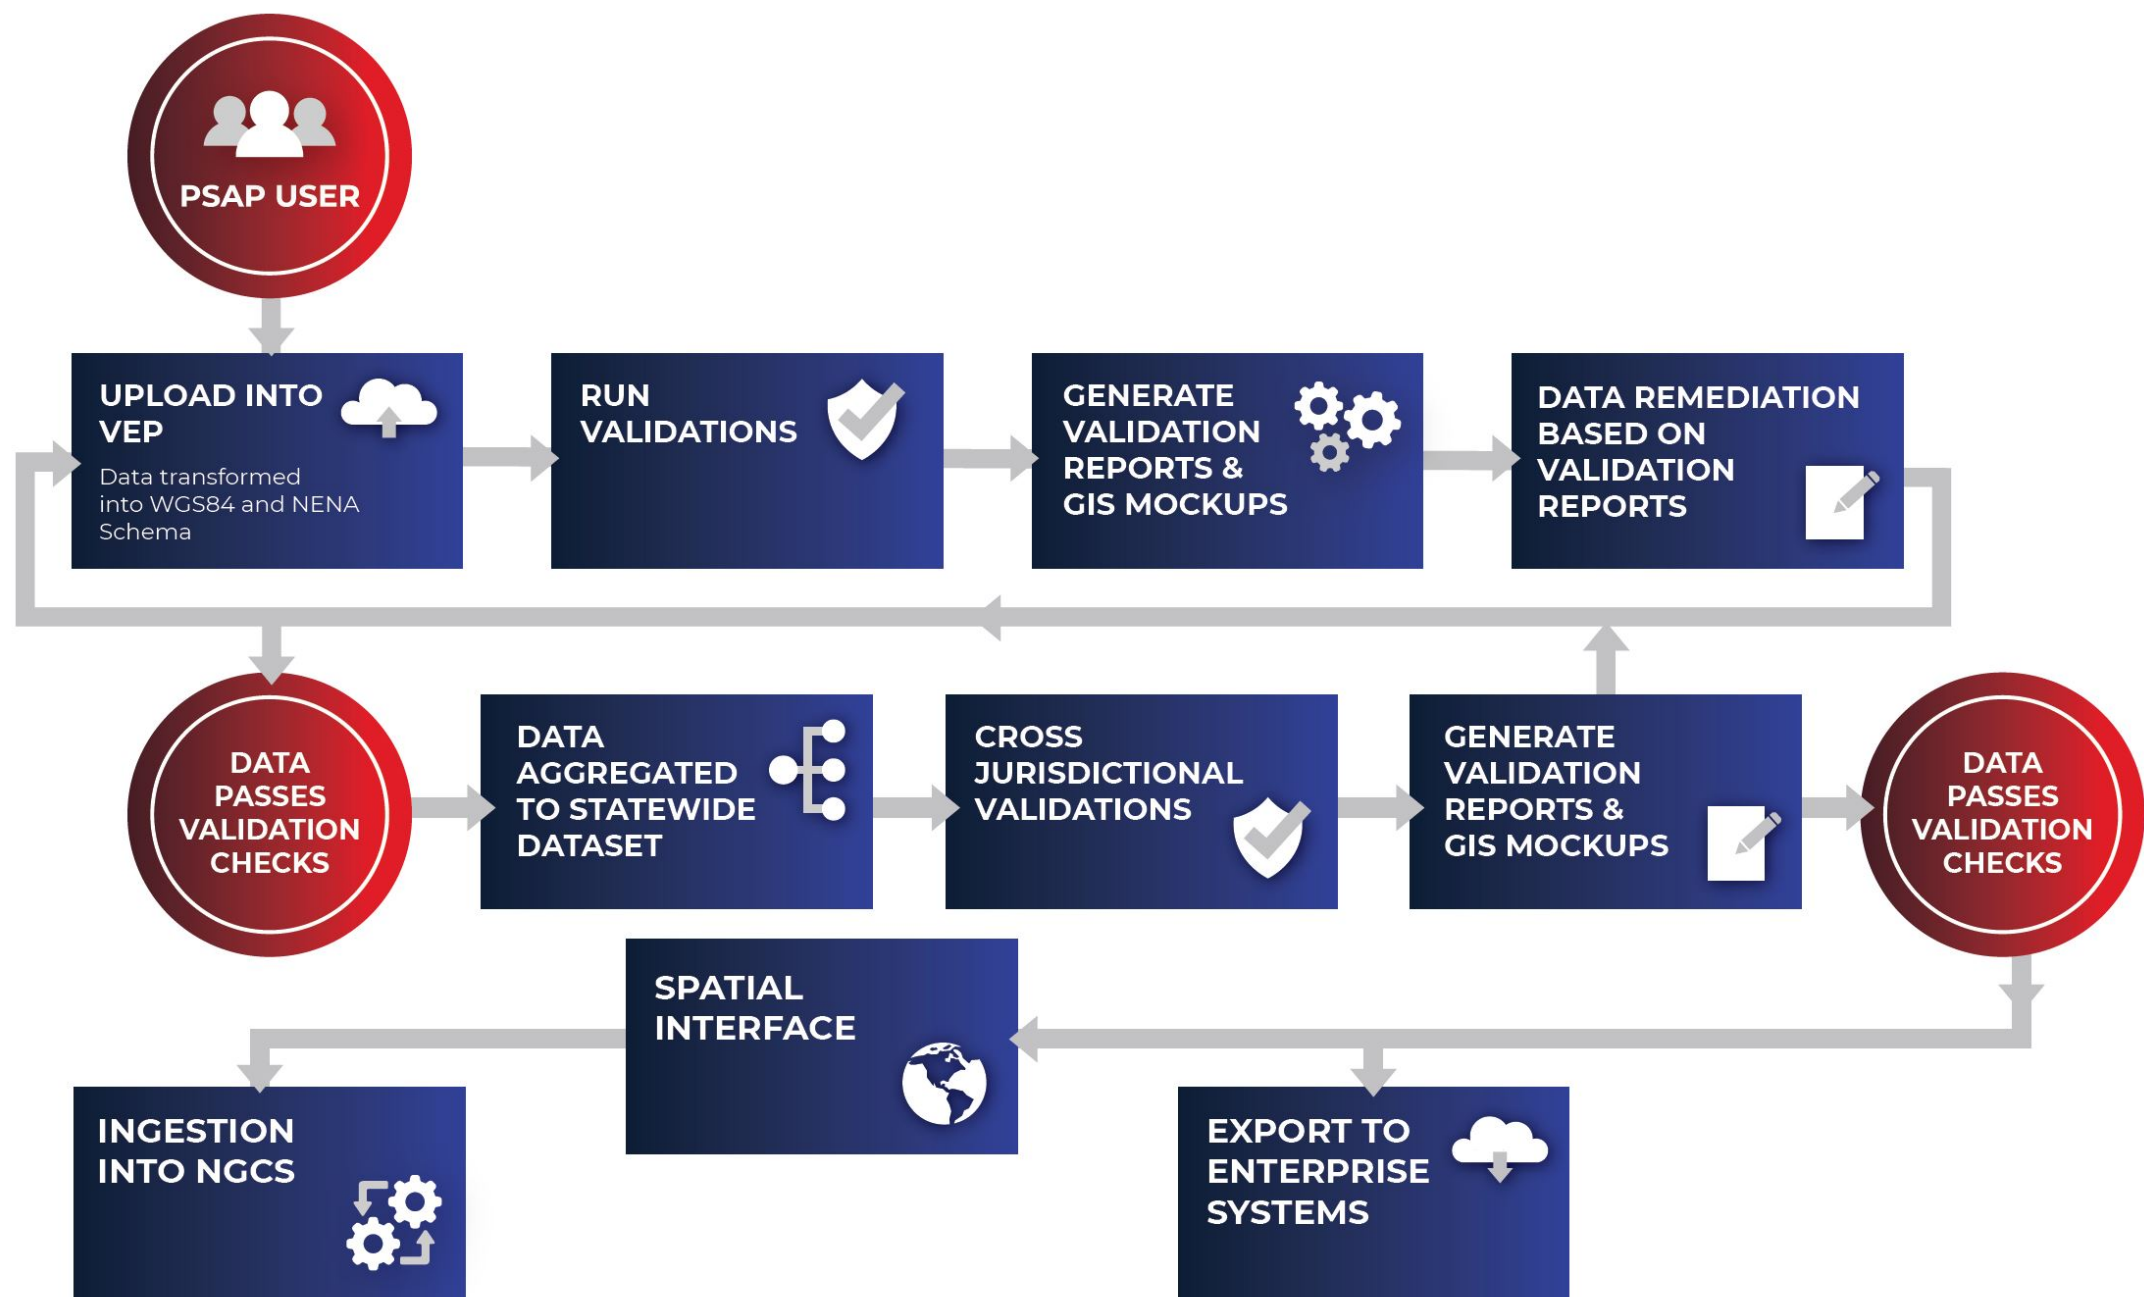 PSAP USER
UPLOAD INTO
VEP
Data transformed
into WGS84 and NENA
Schema
RUN
VALIDATIONS
GENERATE
VALIDATION
REPORTS &
GIS MOCKUPS
DATA REMEDIATION
BASED ON
VALIDATION
REPORTS
DATA
PASSES
VALIDATION
CHECKS
DATA
AGGREGATED
TO STATEWIDE
DATASET
CROSS
JURISDICTIONAL
VALIDATIONS
GENERATE
VALIDATION
REPORTS &
GIS MOCKUPS
DATA
PASSES
VALIDATION
CHECKS
SPATIAL
INTERFACE
INGESTION
INTO NGCS
EXPORT TO
ENTERPRISE
SYSTEMS